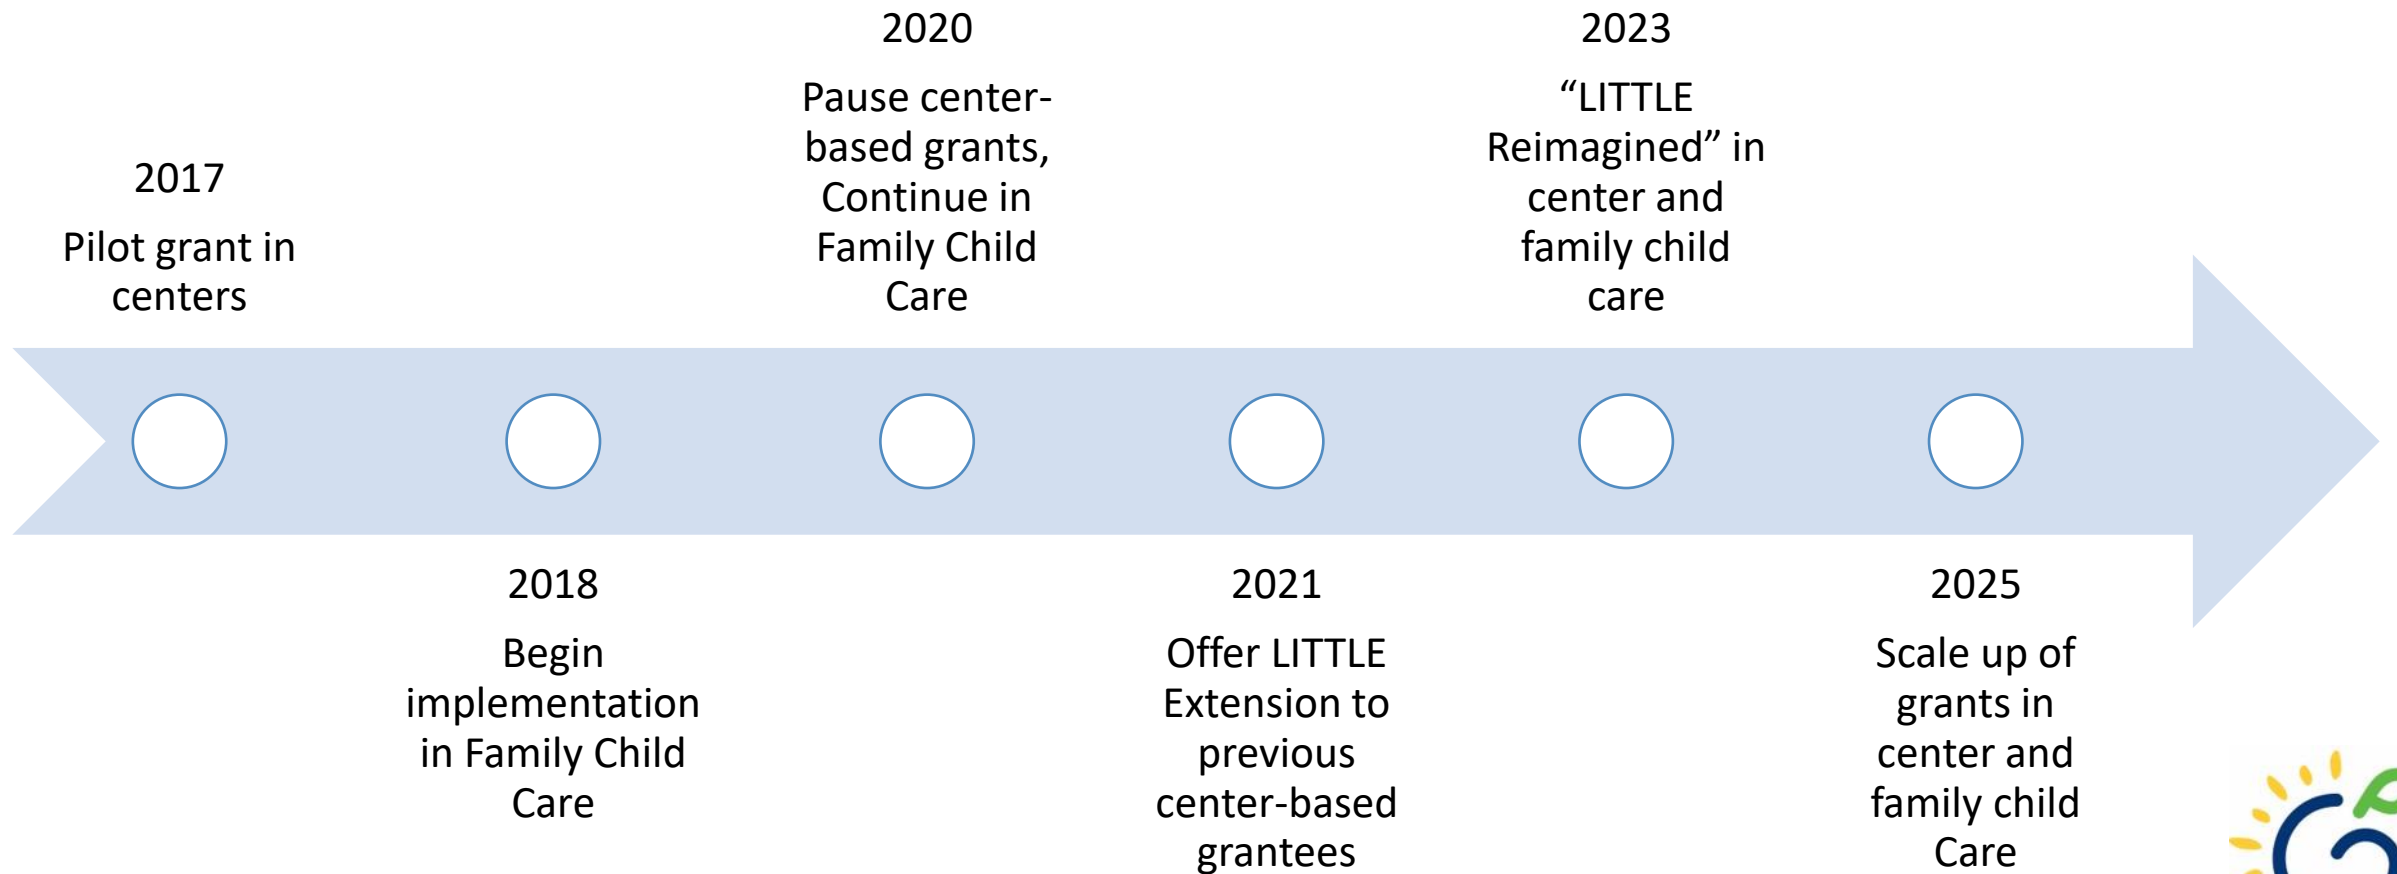 2017
Pilot grant in
centers
2018
Begin
implementation
in Family Child
Care
2020
Pause center-
based grants,
Continue in
Family Child
Care
2021
Offer LITTLE
Extension to
previous
center-based
grantees
2023
“LITTLE
Reimagined” in
center and
family child
care
2025
Scale up of
grants in
center and
family child
Care